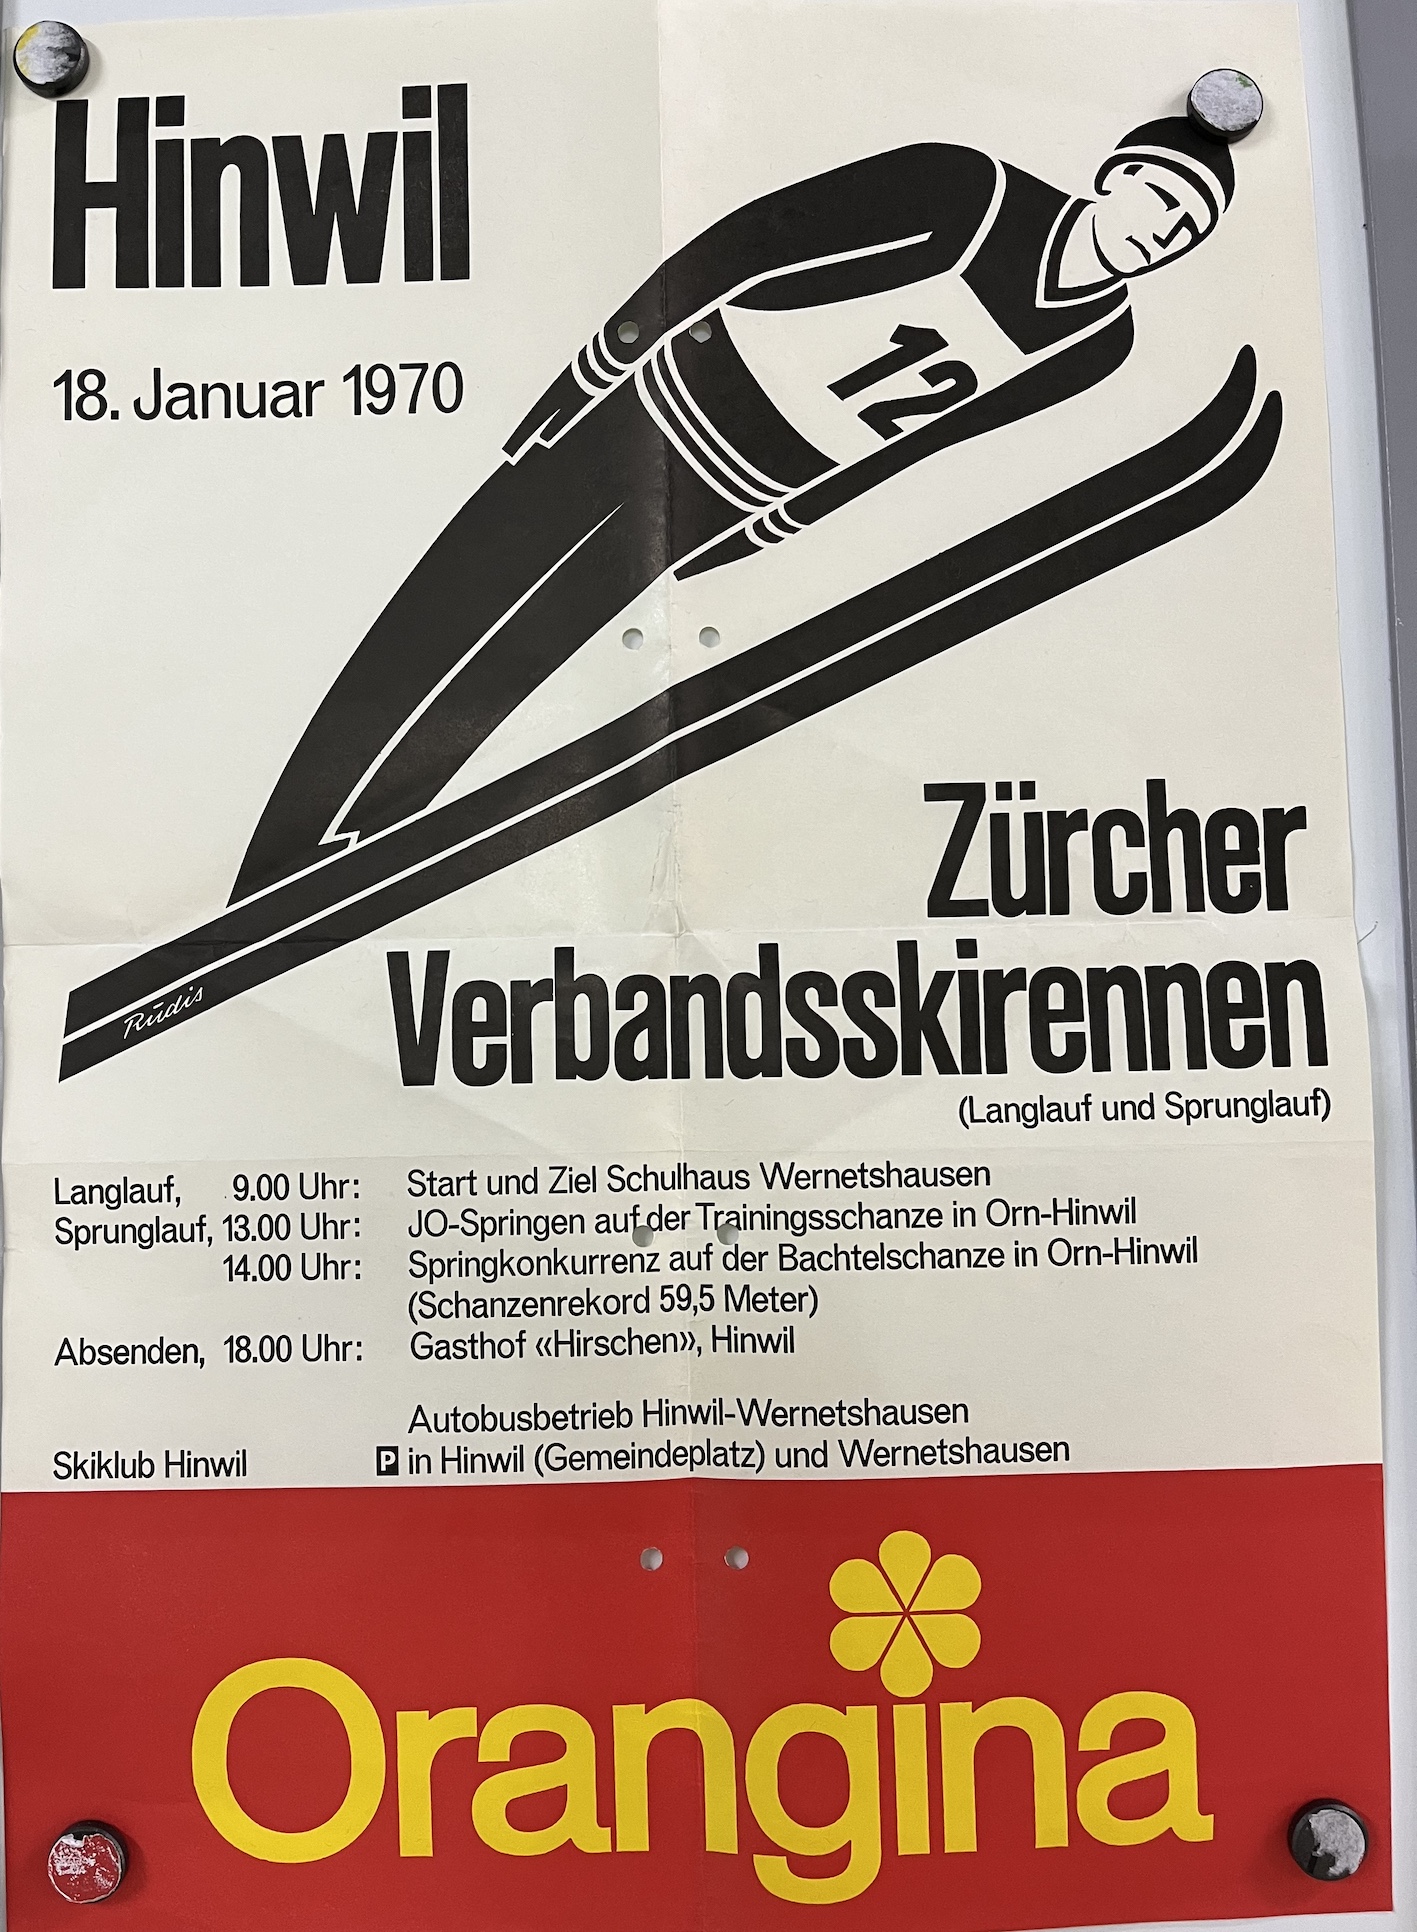 Hinwil
18. Januar 1970
12
Rüdis
Zürcher
Verbandsskirennen
(Langlauf und Sprunglauf)
Langlauf, 9.00 Uhr: Start und Ziel Schulhaus Wernetshausen
Sprunglauf, 13.00 Uhr: JO-Springen auf der Trainingsschanze in Orn-Hinwil
14.00 Uhr: Springkonkurrenz auf der Bachtelschanze in Orn-Hinwil
(Schanzenrekord 59,5 Meter)
Absenden, 18.00 Uhr: Gasthof «Hirschen», Hinwil
Autobusbetrieb Hinwil-Wernetshausen
Skiklub Hinwil P in Hinwil (Gemeindeplatz) und Wernetshausen
Orangina